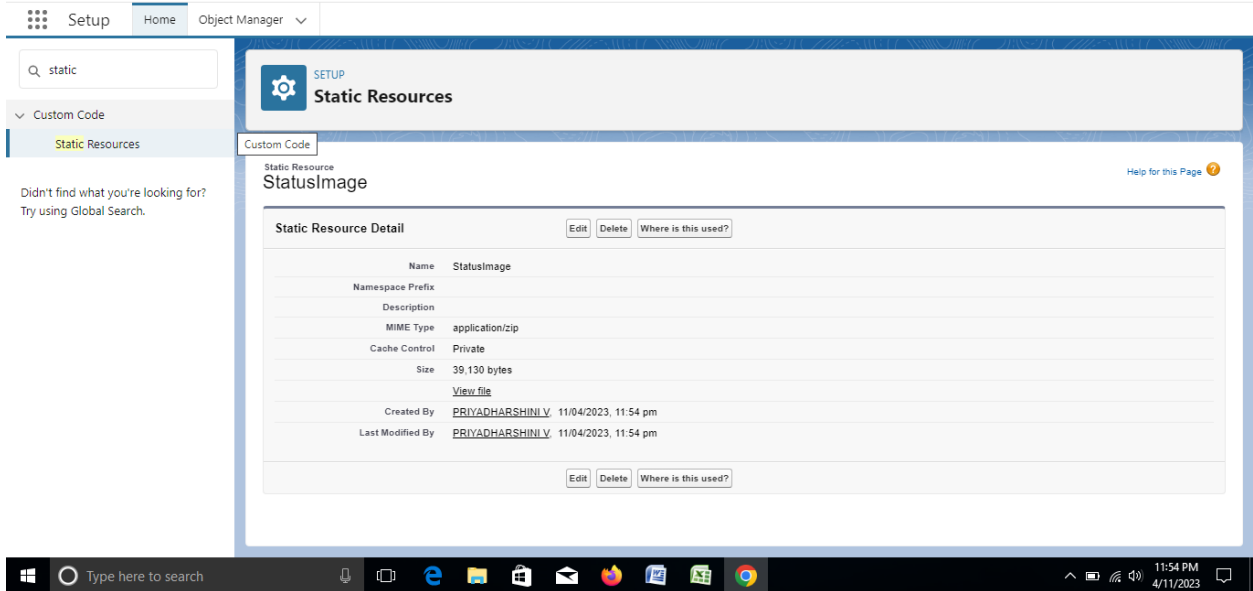 Setup Home Object Manager
static
Custom Code
Static Resources
Didn't find what you're looking for?
Try using Global Search.
SETUP
Static Resources
Custom Code
Static Resource
StatusImage
Help for this Page ?
Static Resource Detail Edit Delete Where is this used?
Name StatusImage
Namespace Prefix
Description
MIME Type application/zip
Cache Control Private
Size 39,130 bytes
View file
Created By PRIYADHARSHINI V, 11/04/2023, 11:54 pm
Last Modified By PRIYADHARSHINI V, 11/04/2023, 11:54 pm
Edit Delete Where is this used?
Type here to search
11:54 PM
4/11/2023